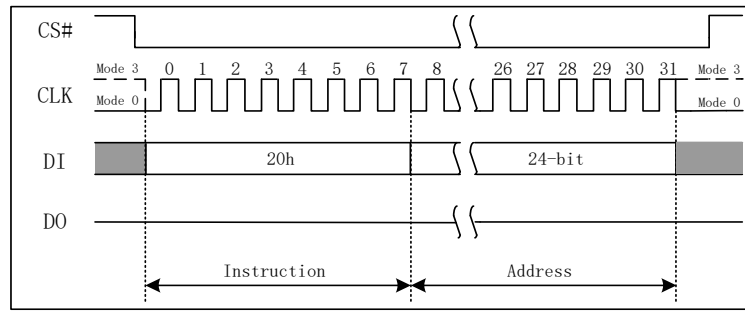 CS#
Mode 3 0 1 2 3 4 5 6 7 8 26 27 28 29 30 31 Mode 3
CLK
Mode 0 Mode 0
DI 20h 24-bit
DO
Instruction Address